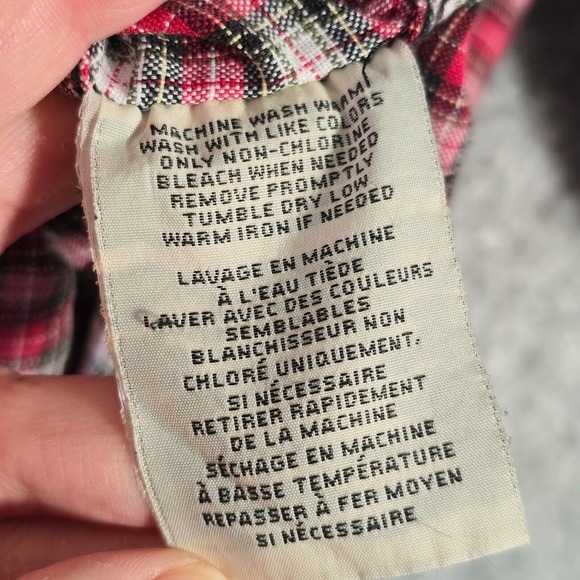 MACHINE WASH WARM
WASH WITH LIKE COLORS
ONLY NON-CHLORINE
BLEACH WHEN NEEDED
REMOVE PROMPTLY
TUMBLE DRY LOW
WARM IRON IF NEEDED
LAVAGE EN MACHINE
À L'EAU TIÈDE
LAVER AVEC DES COULEURS
SEMBLABLES
BLANCHISSEUR NON
CHLORÉ UNIQUEMENT,
SI NÉCESSAIRE
RETIRER RAPIDEMENT
DE LA MACHINE
SÉCHAGE EN MACHINE
À BASSE TEMPÉRATURE
REPASSER À FER MOYEN
SI NÉCESSAIRE